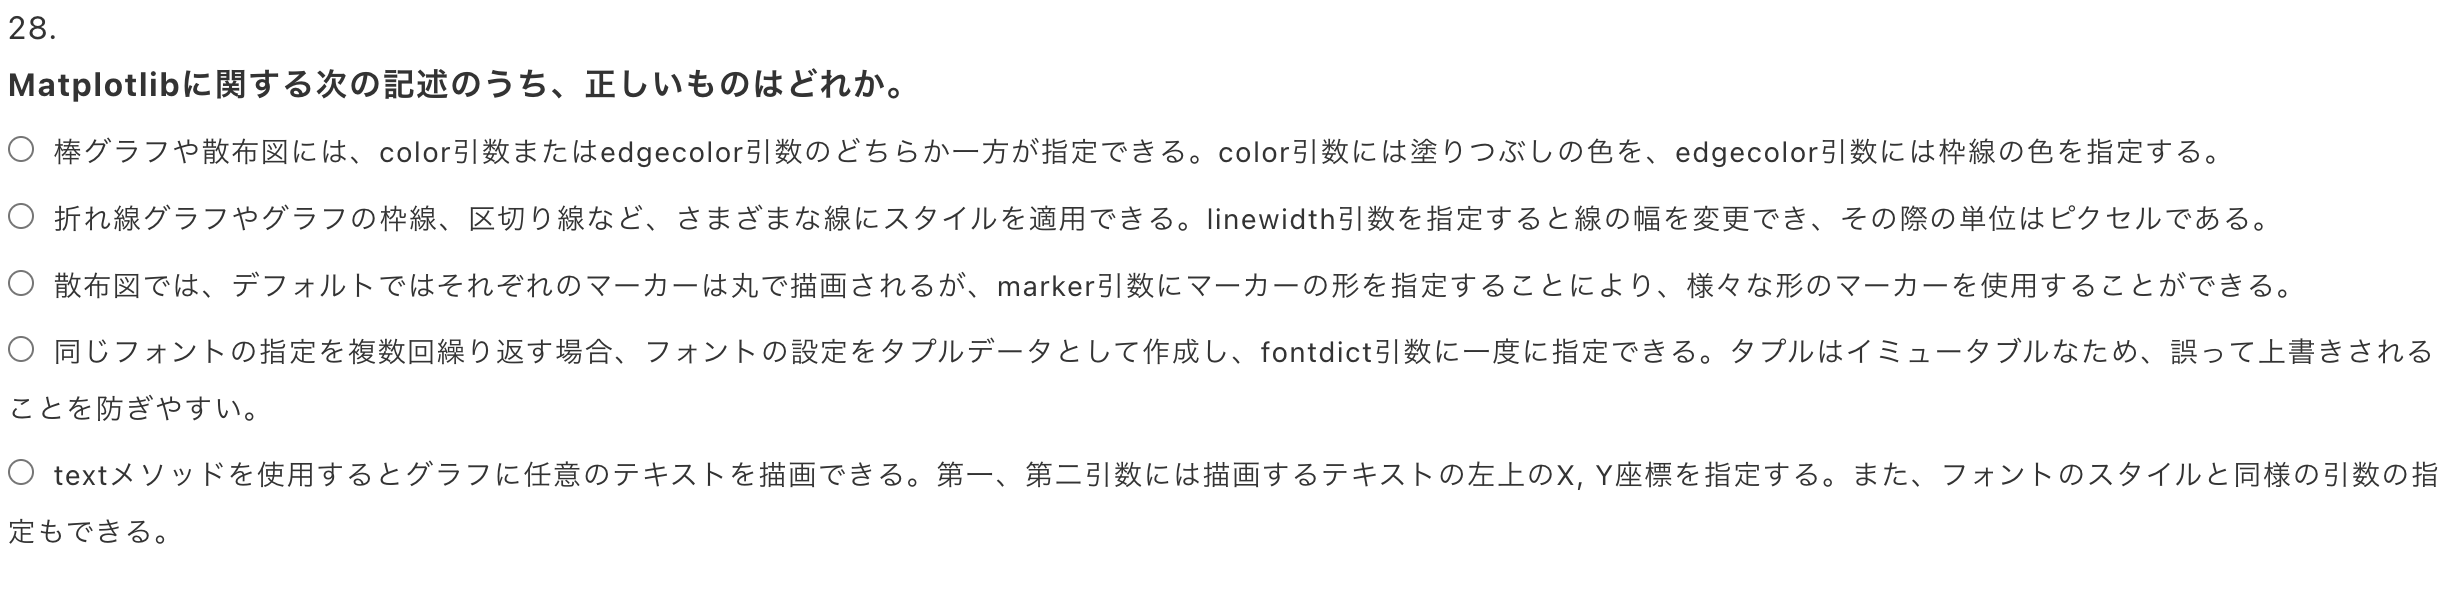 28.
Matplotlibに関する次の記述のうち、正しいものはどれか。
棒グラフや散布図には、color引数またはedgecolor引数のどちらか一方が指定できる。color引数には塗りつぶしの色を、edgecolor引数には枠線の色を指定する。
折れ線グラフやグラフの枠線、区切り線など、さまざまな線にスタイルを適用できる。linewidth引数を指定すると線の幅を変更でき、その際の単位はピクセルである。
散布図では、デフォルトではそれぞれのマーカーは丸で描画されるが、marker引数にマーカーの形を指定することにより、様々な形のマーカーを使用することができる。
同じフォントの指定を複数回繰り返す場合、フォントの設定をタプルデータとして作成し、fontdict引数に一度に指定できる。タプルはイミュータブルなため、誤って上書きされる
ことを防ぎやすい。
textメソッドを使用するとグラフに任意のテキストを描画できる。第一、第二引数には描画するテキストの左上のX, Y座標を指定する。また、フォントのスタイルと同様の引数の指
定もできる。